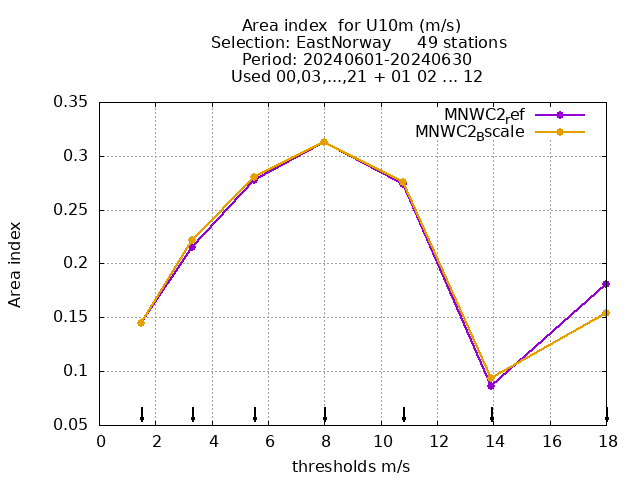 Area index  for U10m (m/s)
Selection: EastNorway     49 stations
Period: 20240601-20240630
Used 00,03,...,21 + 01 02 ... 12
MNWC2ref
MNWC2Bscale
0.35
0.3
0.25
0.2
0.15
0.1
0.05
Area index
0 2 4 6 8 10 12 14 16 18
thresholds m/s